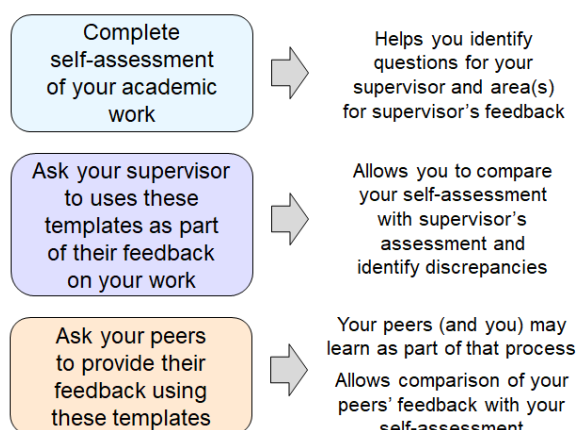 Complete
self-assessment
of your academic
work
Helps you identify
questions for your
supervisor and area(s)
for supervisor's feedback
Ask your supervisor
to uses these
templates as part
of their feedback
on your work
Allows you to compare
your self-assessment
with supervisor's
assessment and
identify discrepancies
Ask your peers
to provide their
feedback using
these templates
Your peers (and you) may
learn as part of that process
Allows comparison of your
peers' feedback with your
self-assessment